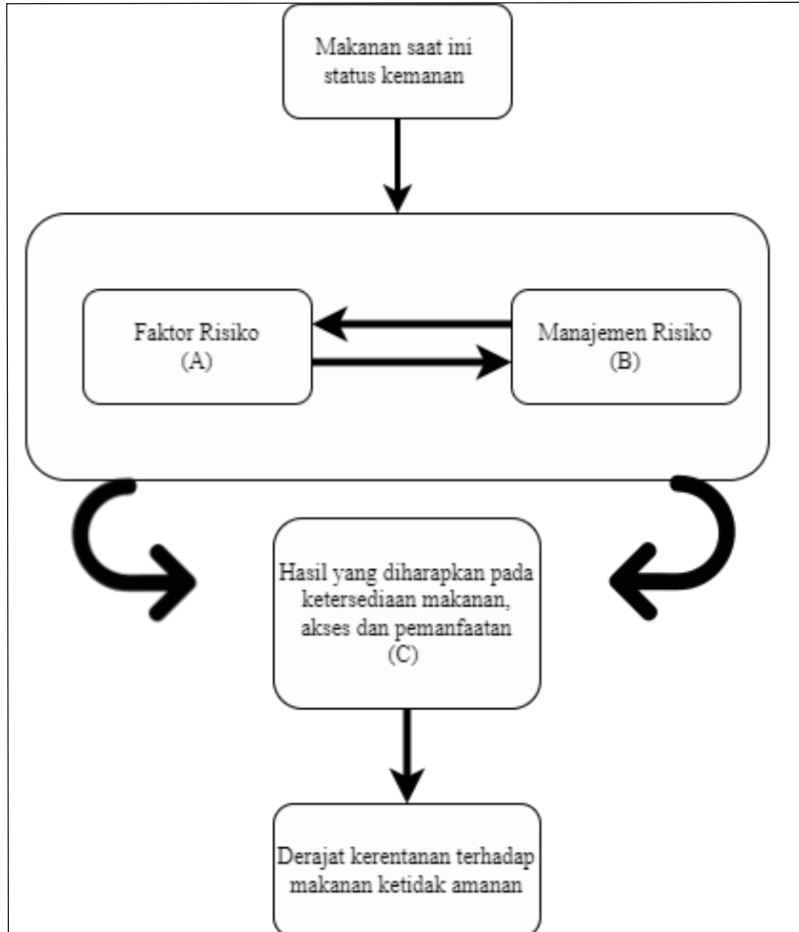 Makanan saat ini
status kemanan
Faktor Risiko
(A)
Manajemen Risiko
(B)
Hasil yang diharapkan pada
ketersediaan makanan,
akses dan pemanfaatan
(C)
Derajat kerentanan terhadap
makanan ketidak amanan